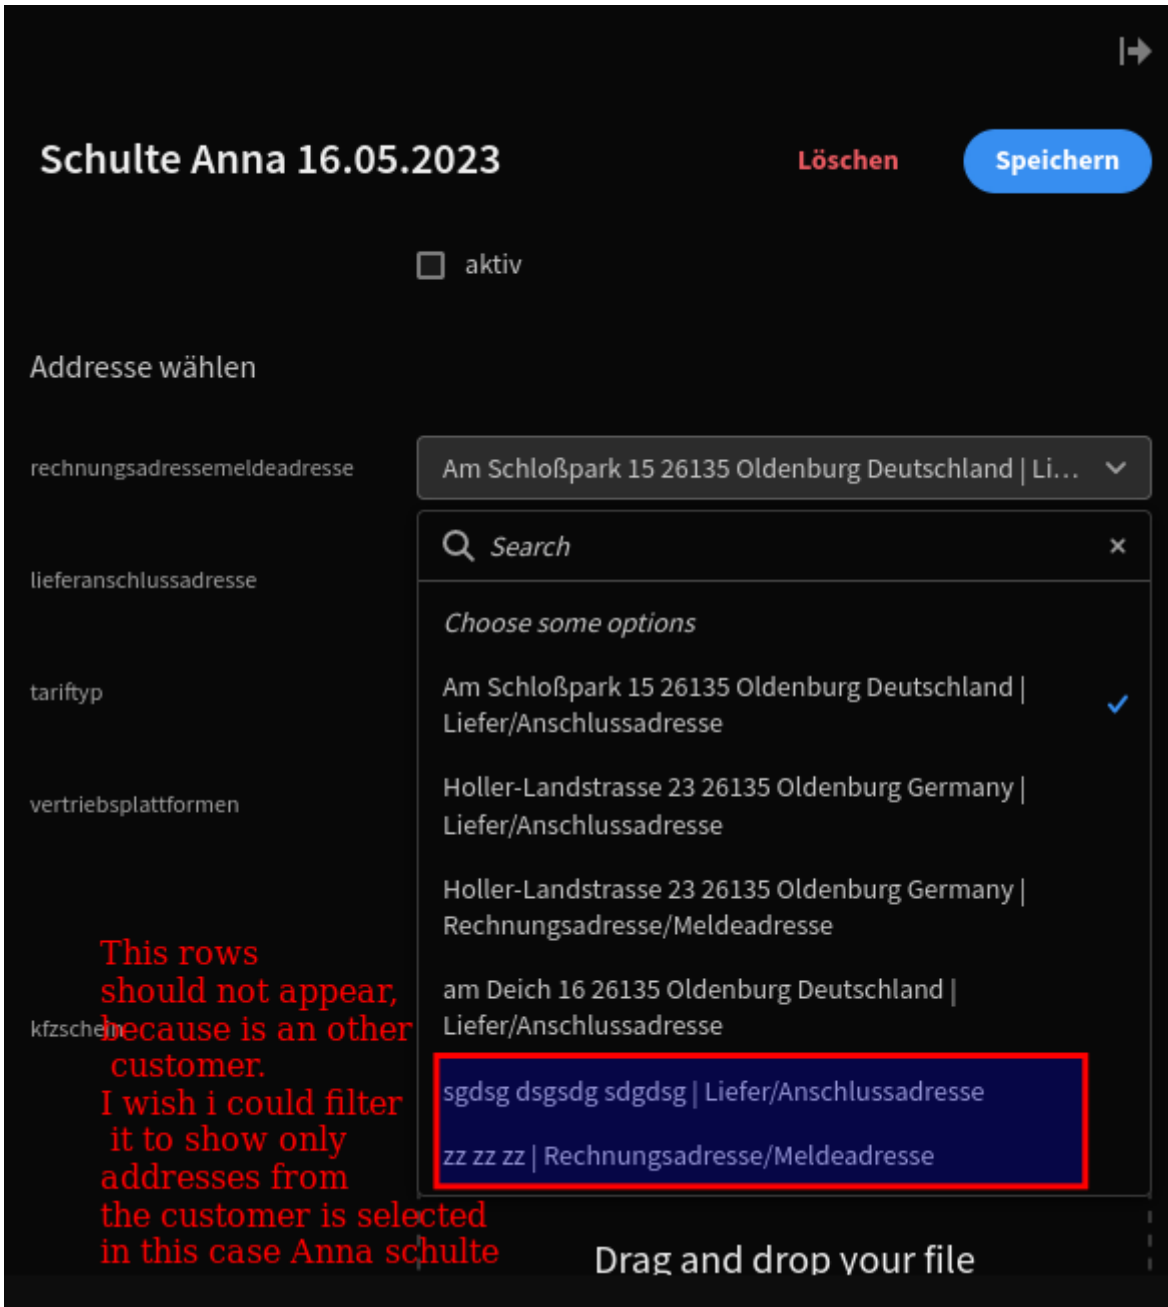 Schulte Anna 16.05.2023
Löschen
Speichern
aktiv
Addresse wählen
rechnungsadressemeldeadresse
Am Schloßpark 15 26135 Oldenburg Deutschland | Li...
Search
lieferanschlussadresse
Choose some options
tariftyp
Am Schloßpark 15 26135 Oldenburg Deutschland |
Liefer/Anschlussadresse
vertriebsplattformen
Holler-Landstrasse 23 26135 Oldenburg Germany |
Liefer/Anschlussadresse
Holler-Landstrasse 23 26135 Oldenburg Germany |
Rechnungsadresse/Meldeadresse
am Deich 16 26135 Oldenburg Deutschland |
Liefer/Anschlussadresse
sgdsg dsgsdg sdgdsg | Liefer/Anschlussadresse
zz zz zz | Rechnungsadresse/Meldeadresse
kfzschein
This rows
should not appear,
because is an other
customer.
I wish i could filter
it to show only
addresses from
the customer is selected
in this case Anna schulte
Drag and drop your file